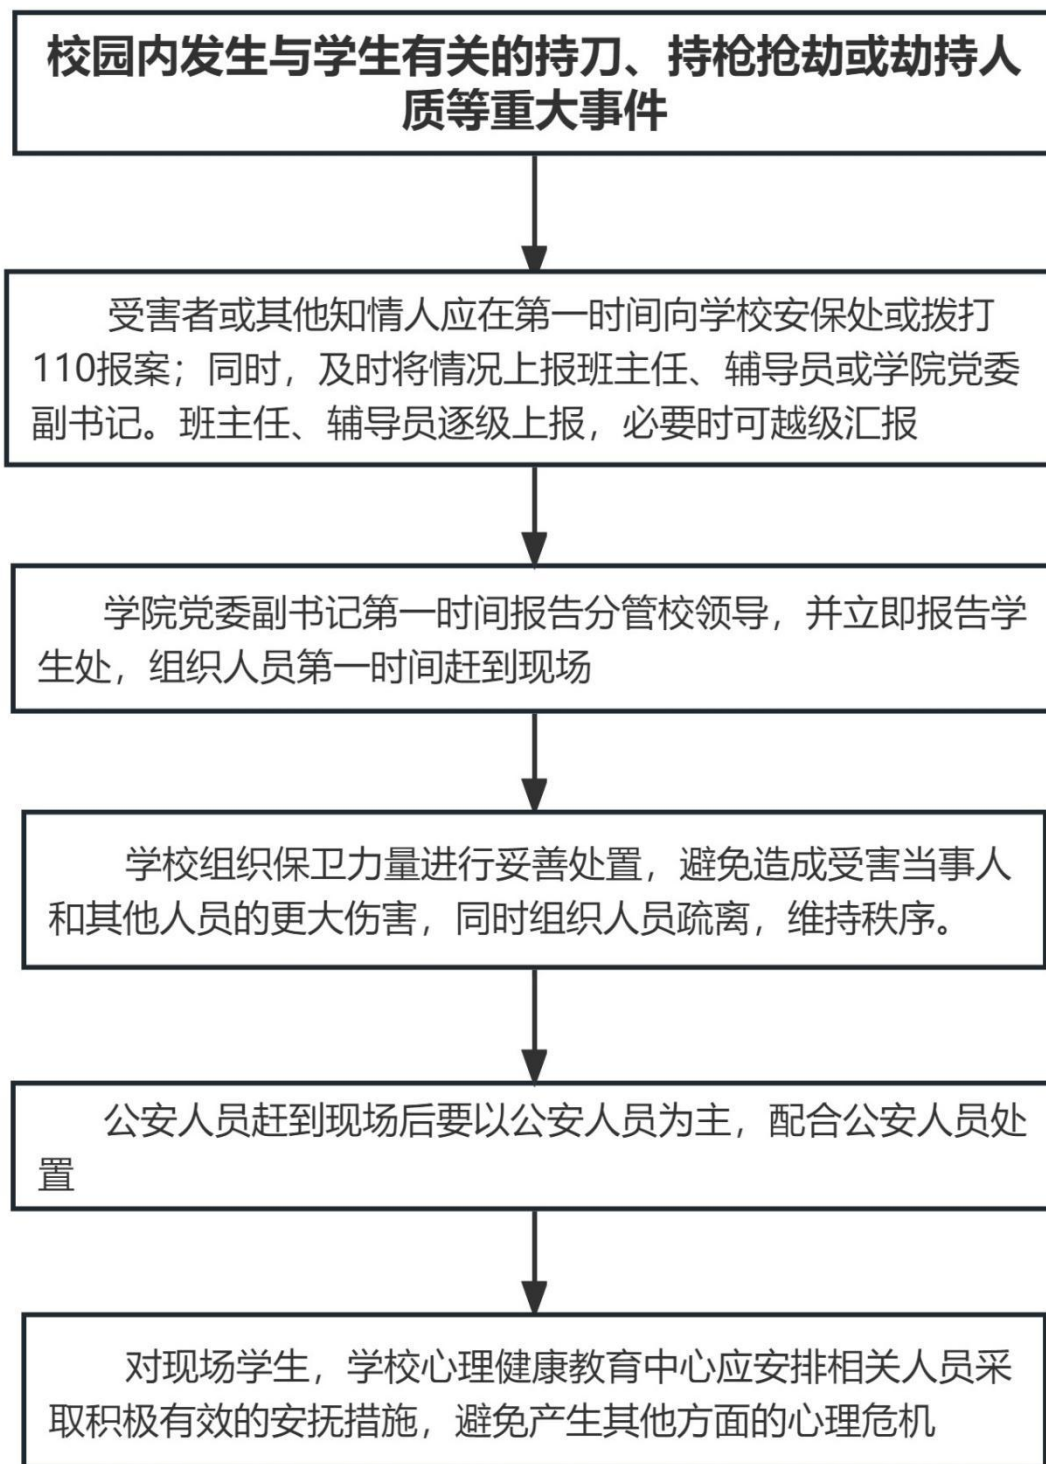 校园内发生与学生有关的持刀、持枪抢劫或劫持人
质等重大事件
受害者或其他知情人应在第一时间向学校安保处或拨打
110报案；同时，及时将情况上报班主任、辅导员或学院党委
副书记。班主任、辅导员逐级上报，必要时可越级汇报
学院党委副书记第一时间报告分管校领导，并立即报告学
生处，组织人员第一时间赶到现场
学校组织保卫力量进行妥善处置，避免造成受害当事人
和其他人员的更大伤害，同时组织人员疏离，维持秩序。
公安人员赶到现场后要以公安人员为主，配合公安人员处
置
对现场学生，学校心理健康教育中心应安排相关人员采
取积极有效的安抚措施，避免产生其他方面的心理危机